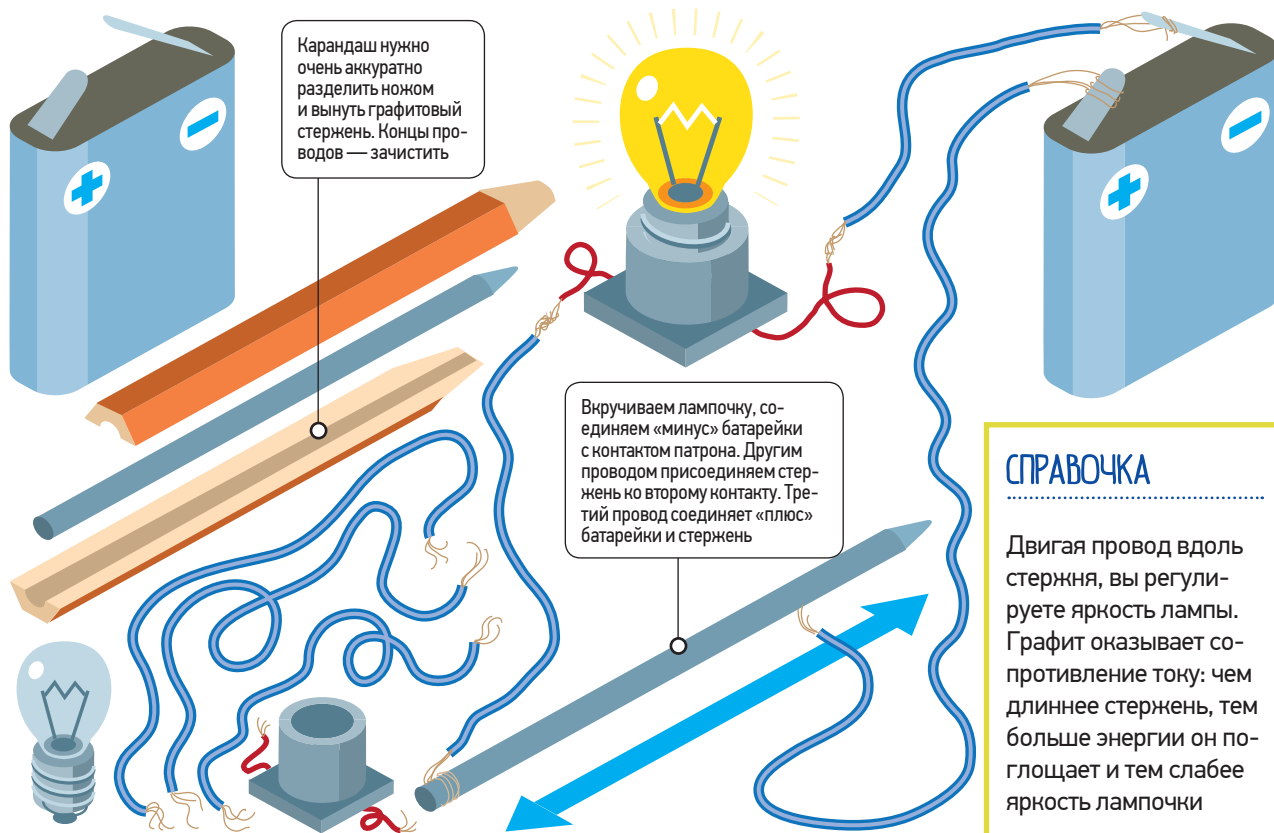 Карандаш нужно
очень аккуратно
разделить ножом
и вынуть графитовый
стержень. Концы про-
водов — зачистить
Вкручиваем лампочку, со-
единяем «минус» батарейки
с контактом патрона. Другим
проводом присоединяем стер-
жень ко второму контакту. Тре-
тий провод соединяет «плюс»
батарейки и стержень
СПРАВОЧКА
Двигая провод вдоль
стержня, вы регули-
руете яркость лампы.
Графит оказывает со-
противление току: чем
длиннее стержень, тем
больше энергии он по-
глощает и тем слабее
яркость лампочки